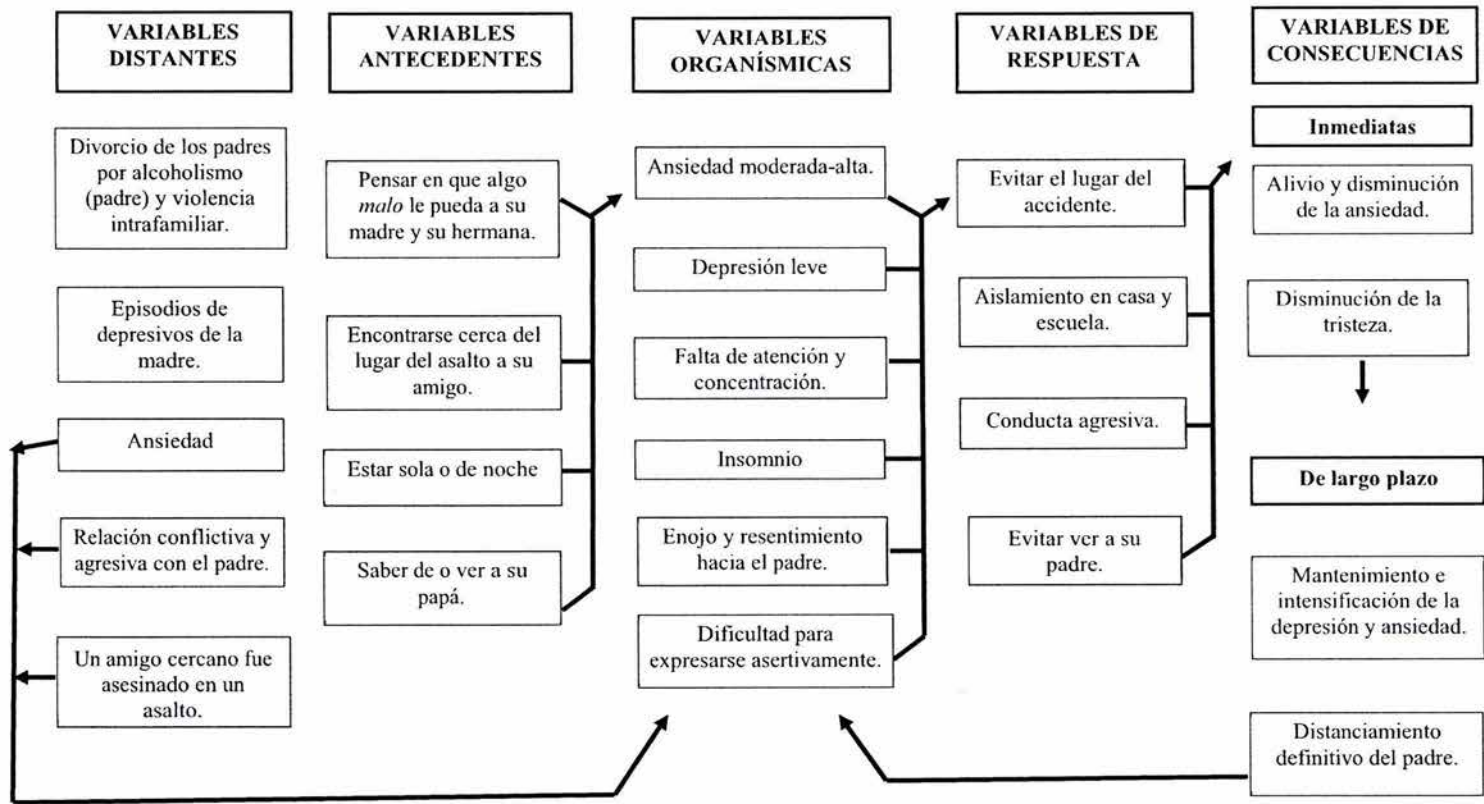 VARIABLES
DISTANTES
Divorcio de los padres
por alcoholismo
(padre) y violencia
intrafamiliar.
Episodios de
depresivos de la
madre.
Ansiedad
Relación conflictiva y
agresiva con el padre.
Un amigo cercano fue
asesinado en un
asalto.
VARIABLES
ANTECEDENTES
Pensar en que algo
malo le pueda a su
madre y su hermana.
Encontrarse cerca del
lugar del asalto a su
amigo.
Estar sola o de noche
Saber de o ver a su
papá.
VARIABLES
ORGANÍSMICAS
Ansiedad moderada-alta.
Depresión leve
Falta de atención y
concentración.
Insomnio
Enojo y resentimiento
hacia el padre.
Dificultad para
expresarse asertivamente.
VARIABLES DE
RESPUESTA
Evitar el lugar del
accidente.
Aislamiento en casa y
escuela.
Conducta agresiva.
Evitar ver a su
padre.
VARIABLES DE
CONSECUENCIAS
Inmediatas
Alivio y disminución
de la ansiedad.
Disminución de la
tristeza.
De largo plazo
Mantenimiento e
intensificación de la
depresión y ansiedad.
Distanciamiento
definitivo del padre.